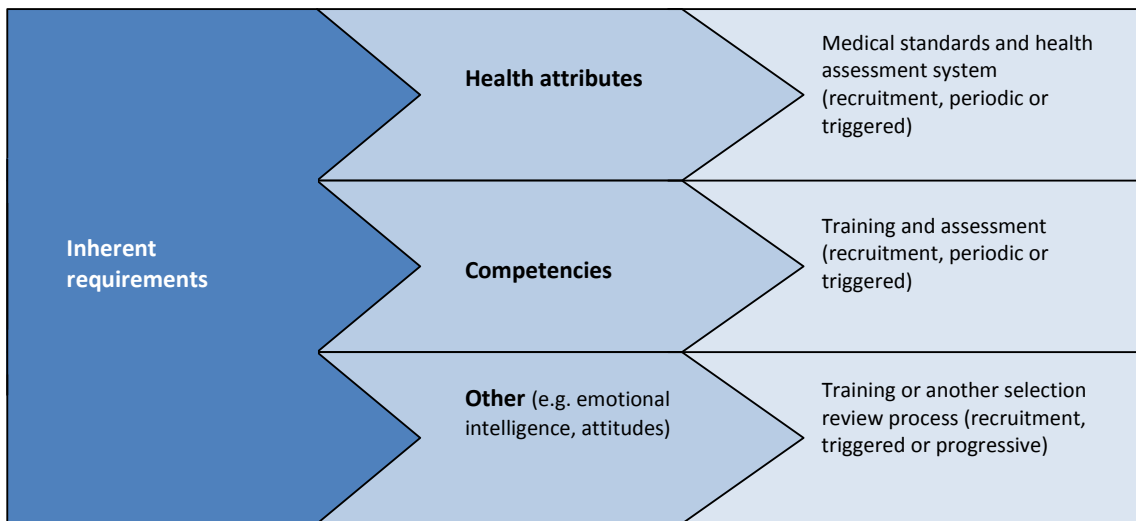 Inherent
requirements
Health attributes
Medical standards and health
assessment system
(recruitment, periodic or
triggered)
Competencies
Training and assessment
(recruitment, periodic or
triggered)
Other (e.g. emotional
intelligence, attitudes)
Training or another selection
review process (recruitment,
triggered or progressive)